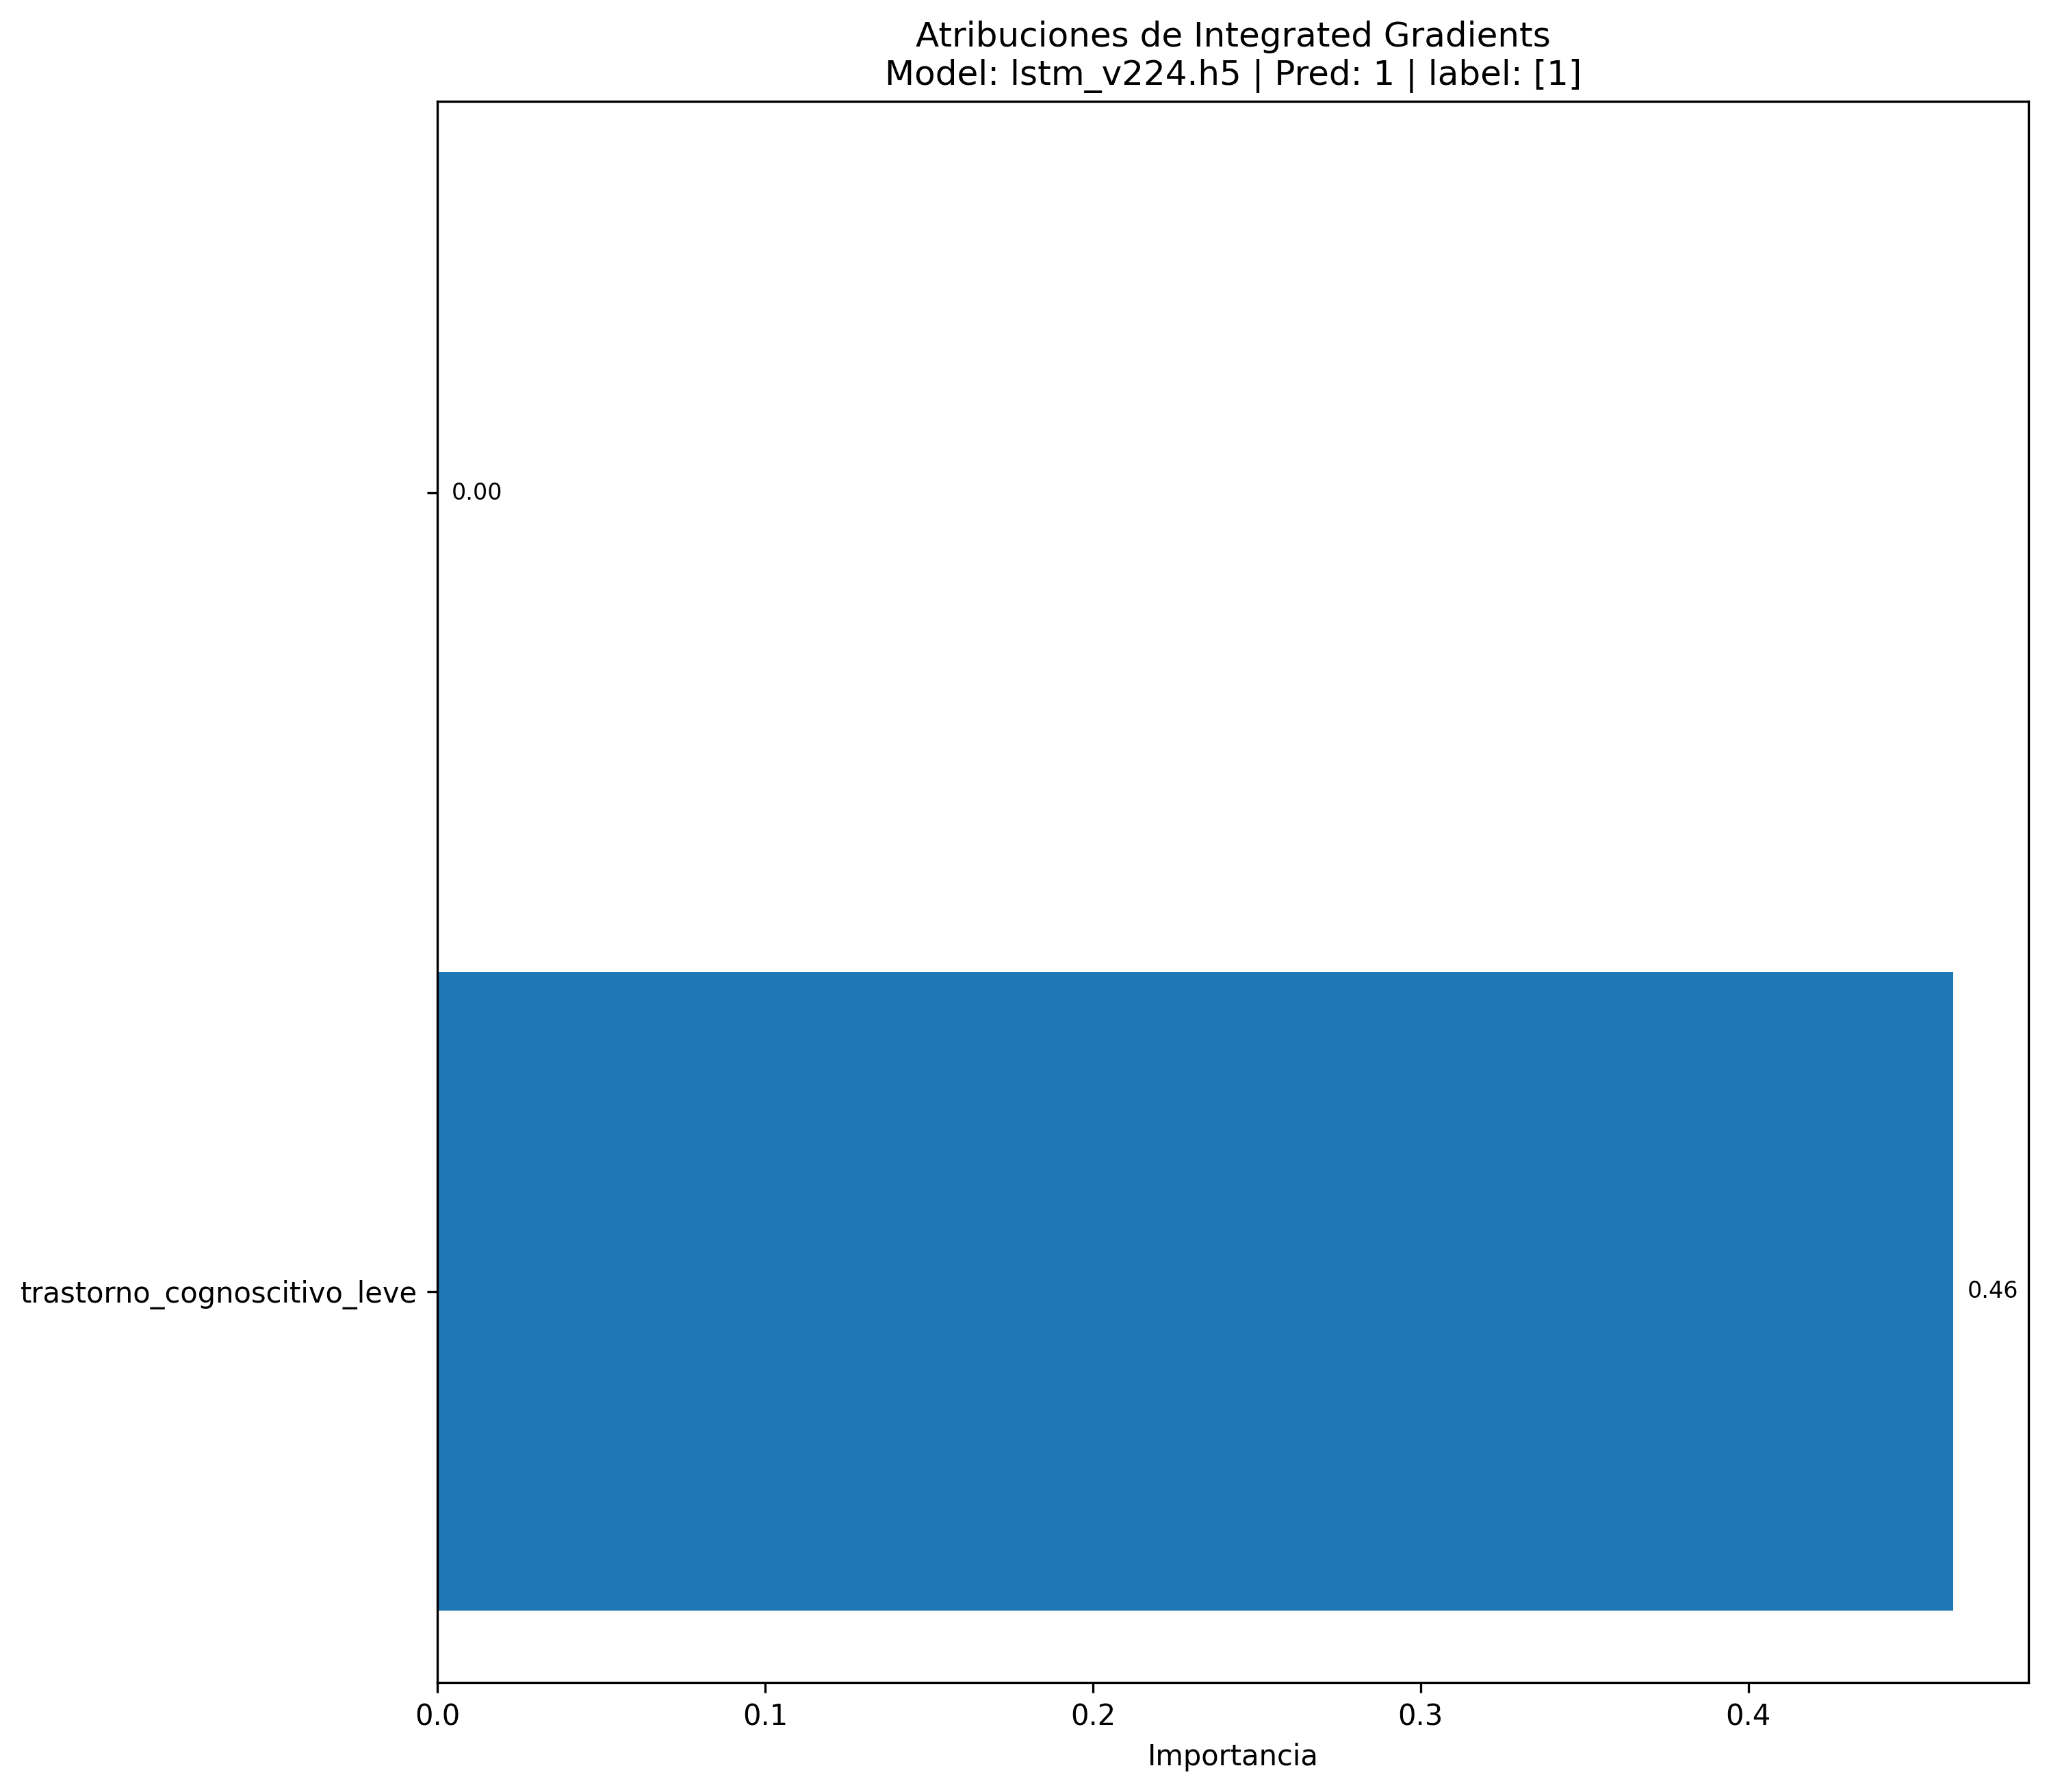 Atribuciones de Integrated Gradients
Model: lstm_v224.h5 | Pred: 1 | label: [1]
0.00
trastorno_cognoscitivo_leve
0.46
0.0 0.1 0.2 0.3 0.4
Importancia